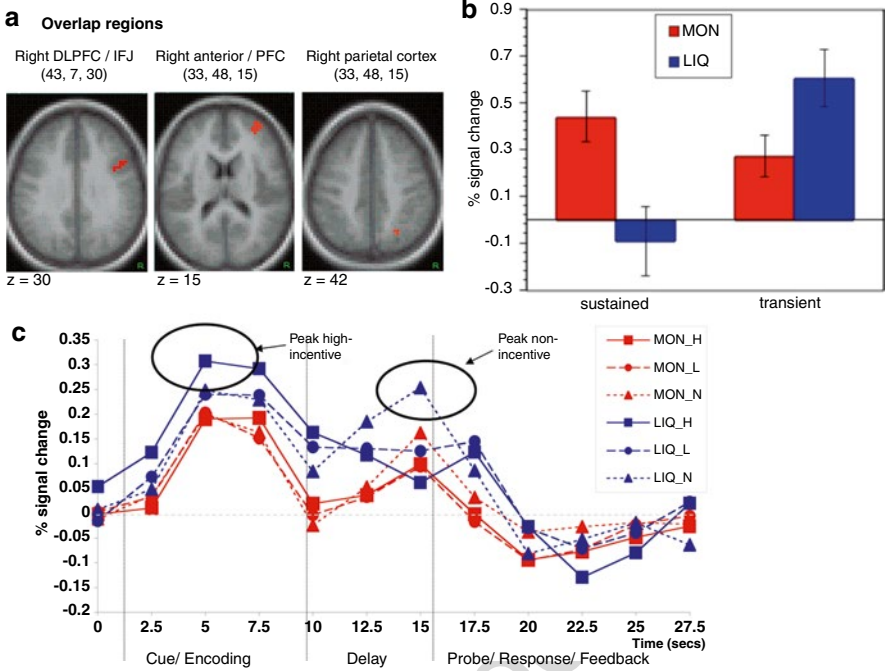 a
Overlap regions
Right DLPFC / IFJ
(43, 7, 30)
Right anterior / PFC
(33, 48, 15)
Right parietal cortex
(33, 48, 15)
R
R
R
z = 30
z = 15
z = 42
b
% signal change
0.9
0.7
0.5
0.3
0.1
-0.1
-0.3
MON
LIQ
sustained
transient
c
% signal change
0.35
0.3
0.25
0.2
0.15
0.1
0.05
0
-0.05
-0.1
-0.15
-0.2
Peak high-
incentive
Peak non-
incentive
MON_H
MON_L
MON_N
LIQ_H
LIQ_L
LIQ_N
0 2.5 5 7.5 10 12.5 15 17.5 20 22.5 25 27.5
Time (secs)
Cue/ Encoding
Delay
Probe/ Response/ Feedback